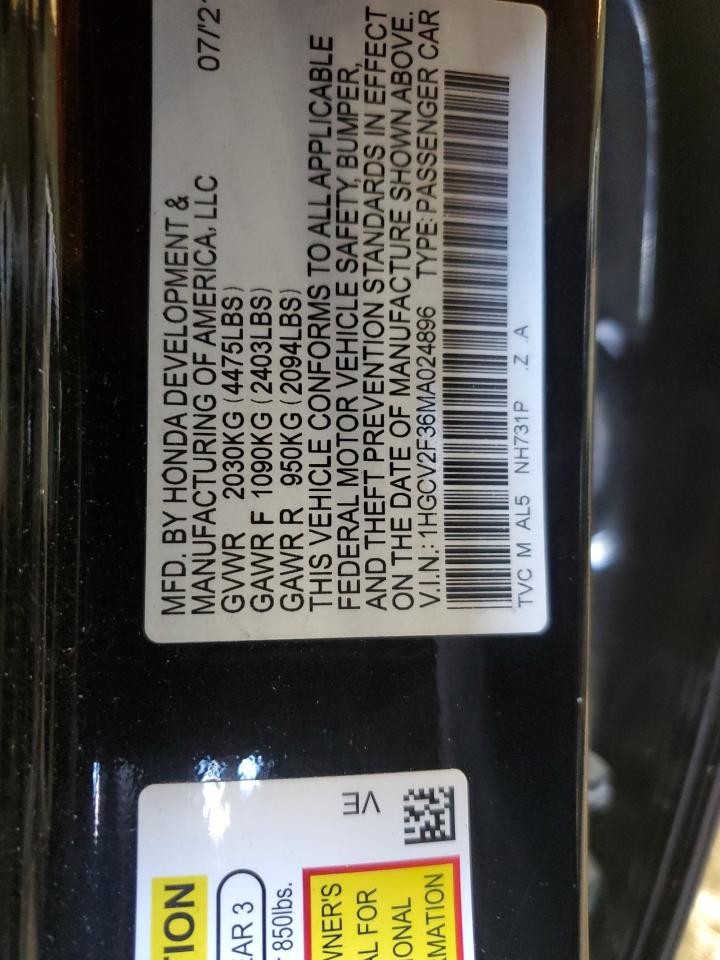 MFD. BY HONDA DEVELOPMENT &
MANUFACTURING OF AMERICA, LLC 07/'21
GVWR 2030KG (4475LBS)
GAWR F 1090KG (2403LBS)
GAWR R 950KG (2094LBS)
THIS VEHICLE CONFORMS TO ALL APPLICABLE
FEDERAL MOTOR VEHICLE SAFETY, BUMPER,
AND THEFT PREVENTION STANDARDS IN EFFECT
ON THE DATE OF MANUFACTURE SHOWN ABOVE.
V.I.N.: 1HGCV2F36MA024896 TYPE: PASSENGER CAR
TVC M AL5 NH731P .Z .A
VE
TION
AR 3
850lbs.
WNER'S
AL FOR
IONAL
MATION